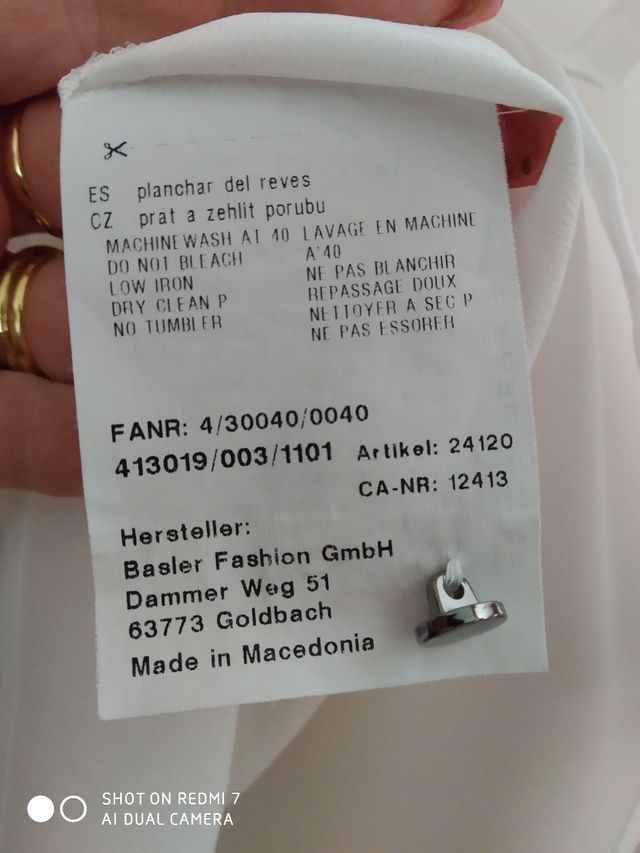 ES planchar del reves
CZ prat a zehlit porubu
MACHINEWASH AT 40 LAVAGE EN MACHINE
DO NOT BLEACH A'40
LOW IRON NE PAS BLANCHIR
DRY CLEAN P REPASSAGE DOUX
NO TUMBLER NETTOYER A SEC P
NE PAS ESSORER
FANR: 4/30040/0040
413019/003/1101 Artikel: 24120
CA-NR: 12413
Hersteller:
Basler Fashion GmbH
Dammer Weg 51
63773 Goldbach
Made in Macedonia
SHOT ON REDMI 7
AI DUAL CAMERA